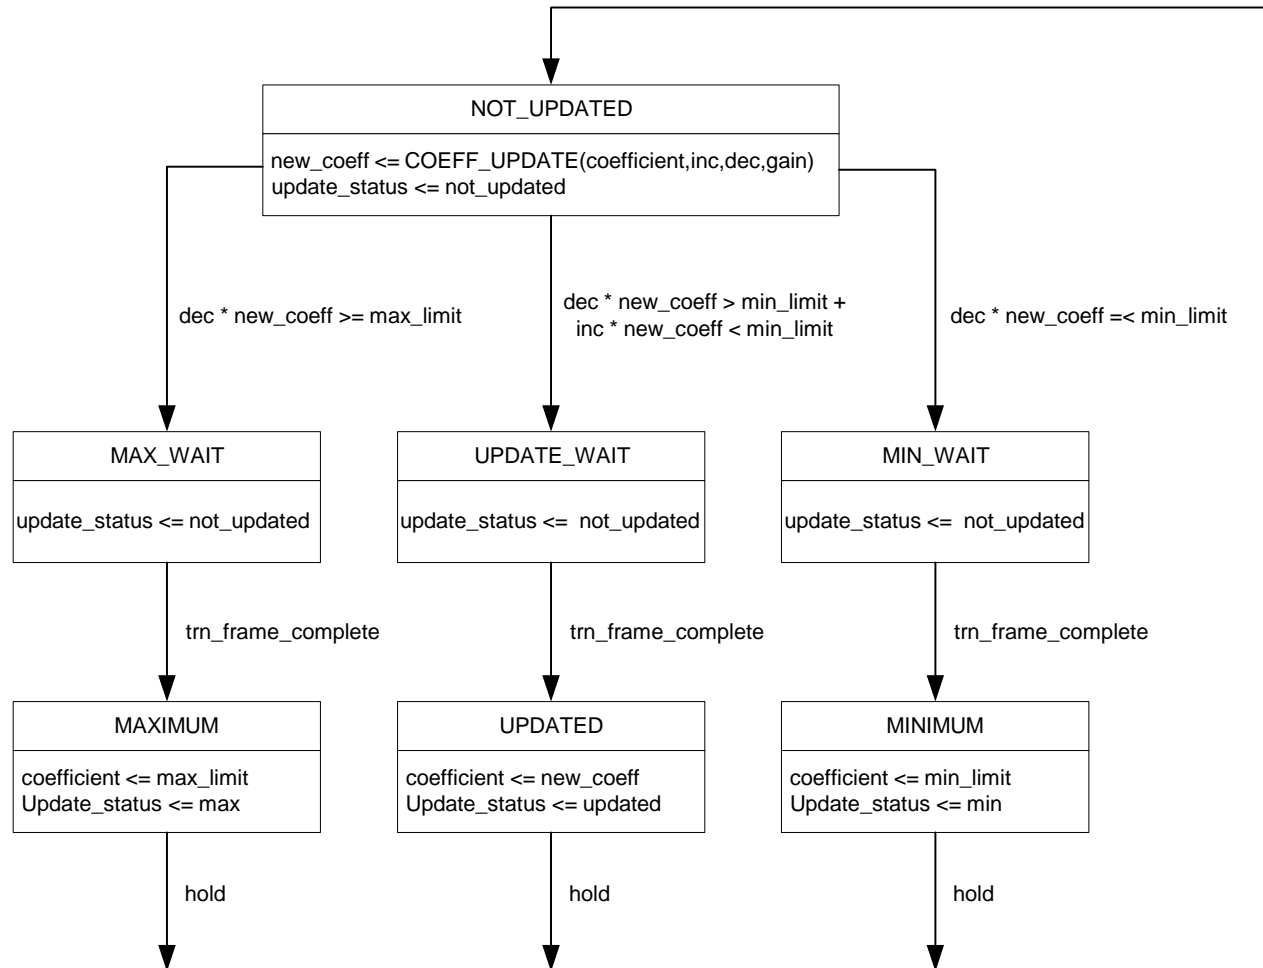 NOT_UPDATED
new_coeff <= COEFF_UPDATE(coefficient,inc,dec,gain)
update_status <= not_updated
dec * new_coeff >= max_limit
dec * new_coeff > min_limit +
inc * new_coeff < min_limit
dec * new_coeff =< min_limit
MAX_WAIT
update_status <= not_updated
UPDATE_WAIT
update_status <= not_updated
MIN_WAIT
update_status <= not_updated
trn_frame_complete
trn_frame_complete
trn_frame_complete
MAXIMUM
coefficient <= max_limit
Update_status <= max
UPDATED
coefficient <= new_coeff
Update_status <= updated
MINIMUM
coefficient <= min_limit
Update_status <= min
hold
hold
hold